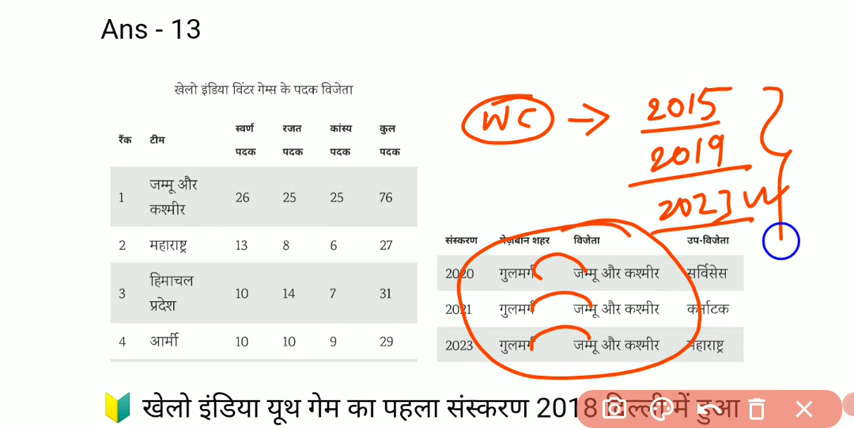 Ans - 13
खेलो इंडिया विंटर गेम्स के पदक विजेता
रैंक टीम स्वर्ण पदक रजत पदक कांस्य पदक कुल पदक
1 जम्मू और कश्मीर 26 25 25 76
2 महाराष्ट्र 13 8 6 27
3 हिमाचल प्रदेश 10 14 7 31
4 आर्मी 10 10 9 29
WC → 2015
2019
2023
संस्करण मेज़बान शहर विजेता उप-विजेता
2020 गुलमर्ग जम्मू और कश्मीर सर्विसेस
2021 गुलमर्ग जम्मू और कश्मीर कर्नाटक
2023 गुलमर्ग जम्मू और कश्मीर महाराष्ट्र
खेलो इंडिया यूथ गेम का पहला संस्करण 2018 दिल्ली में हुआ